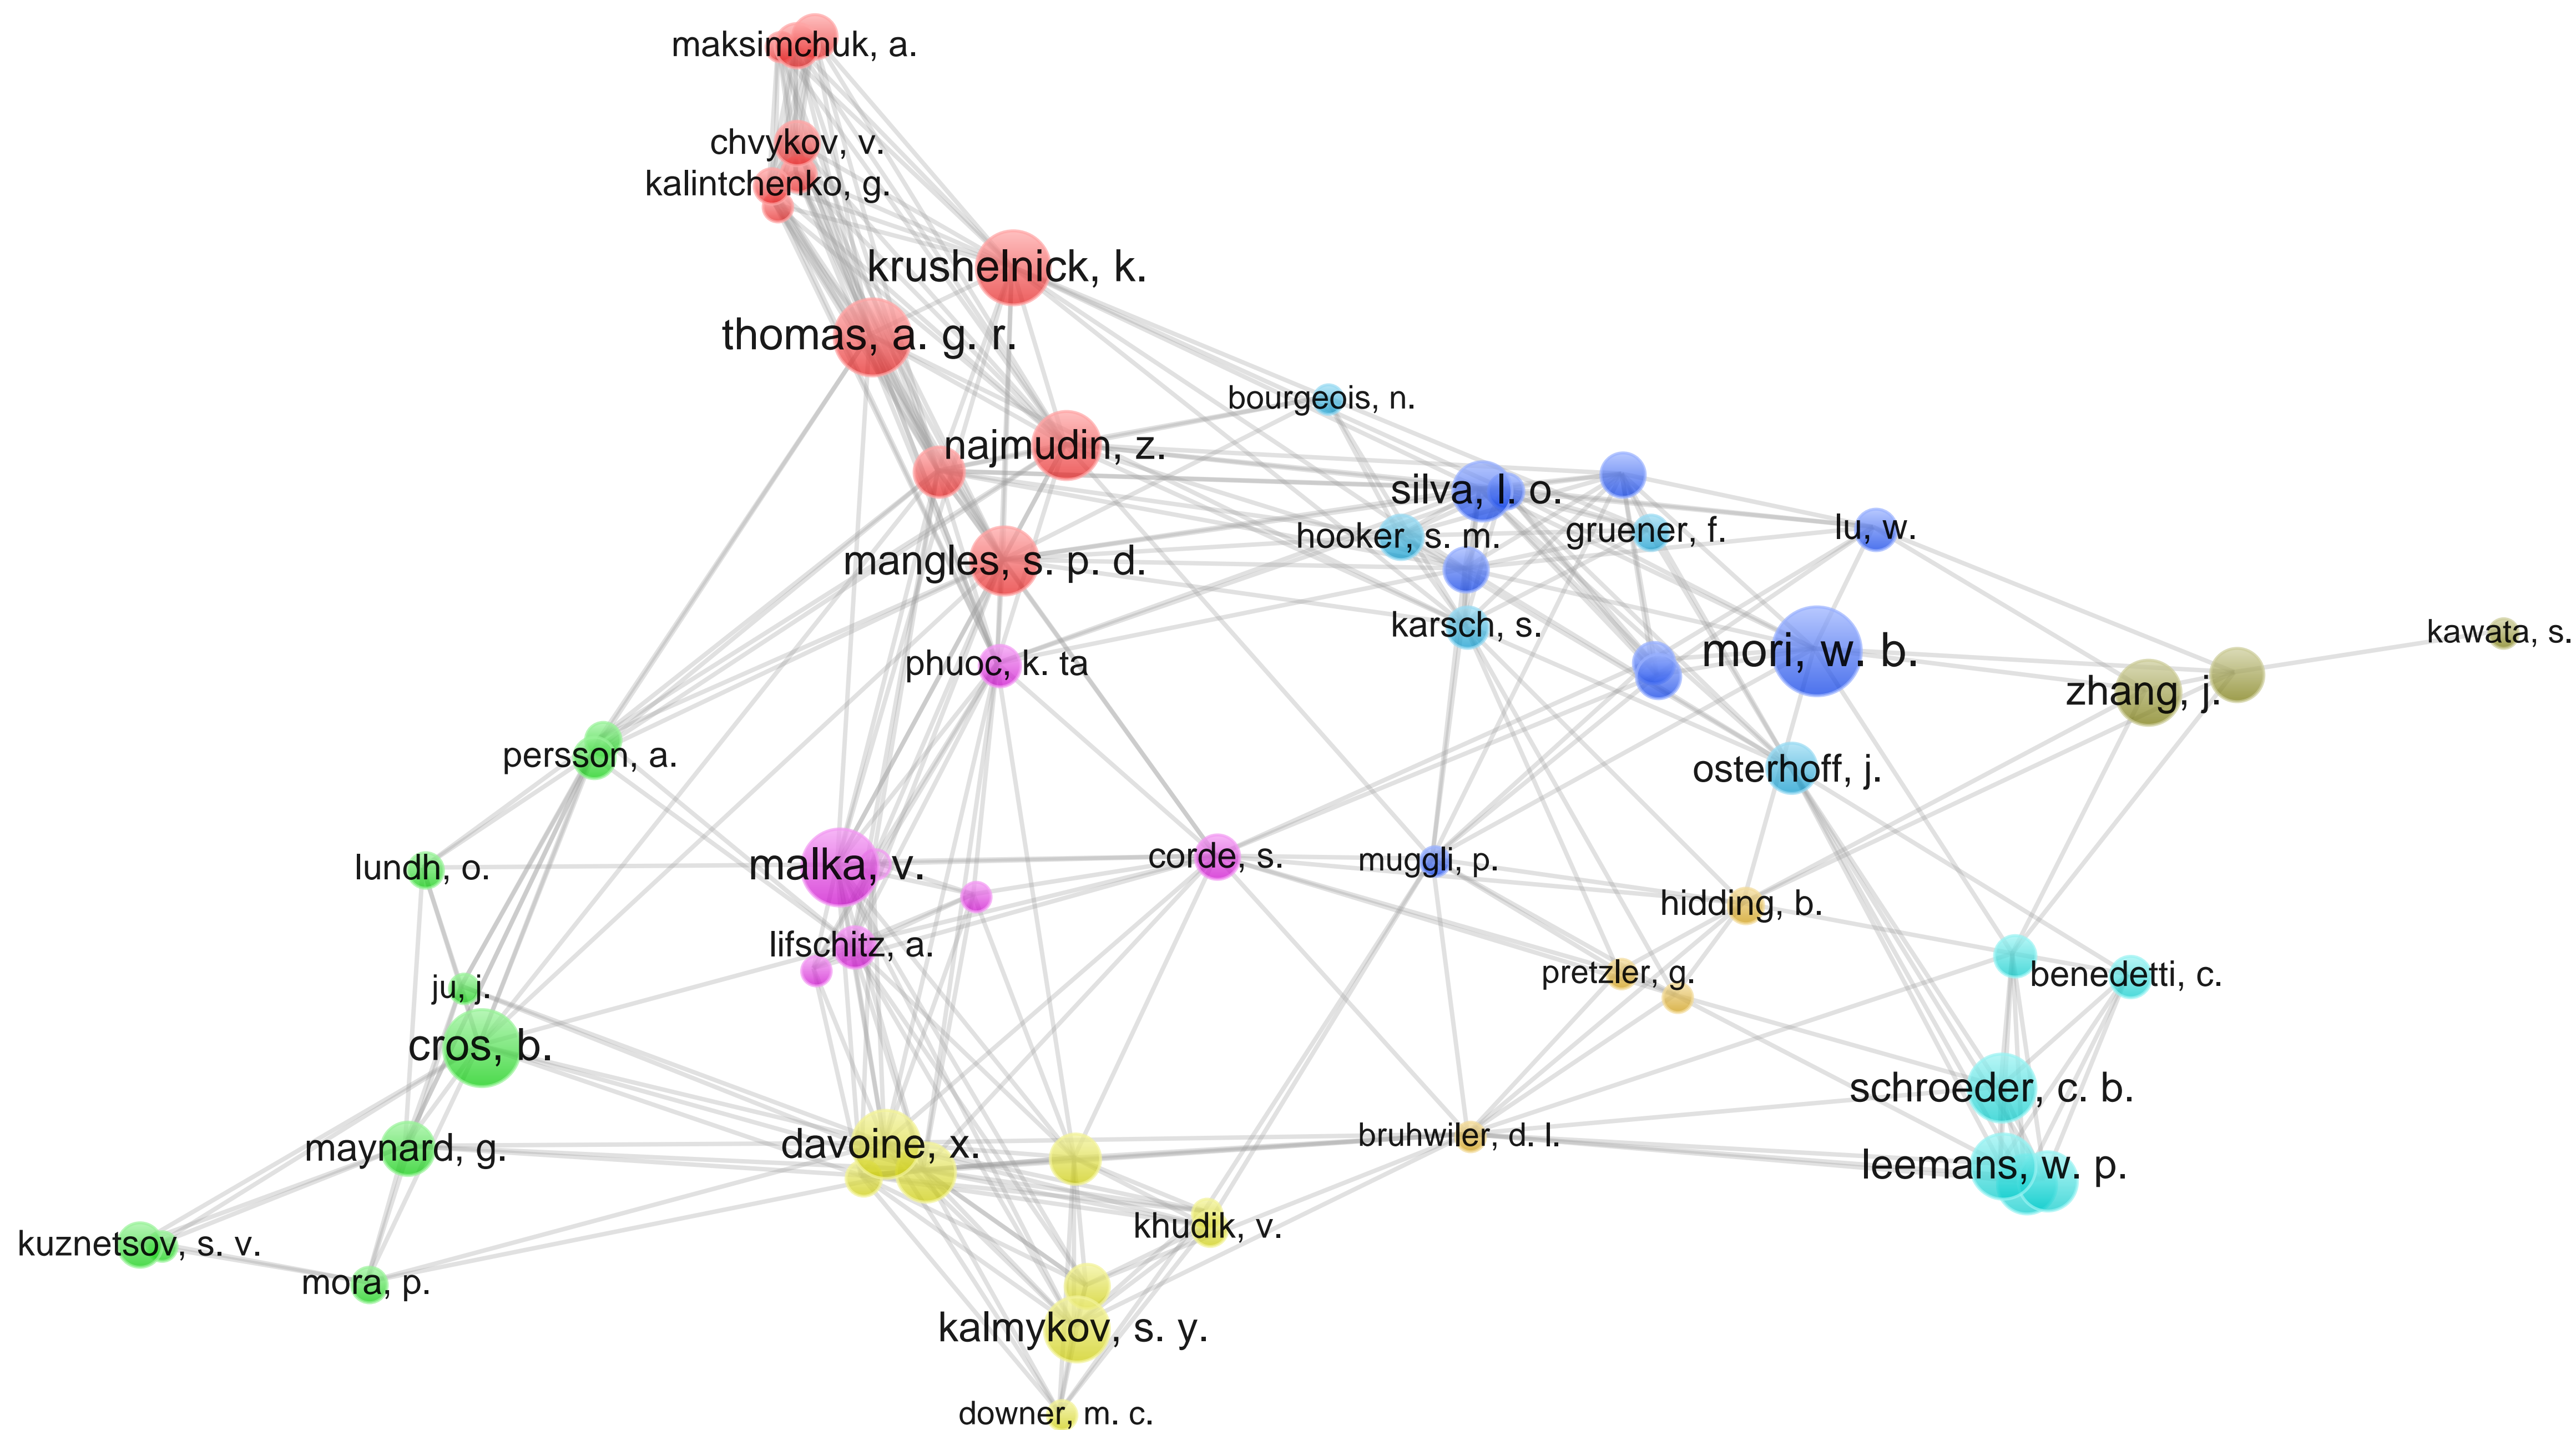 maksimchuk, a.
chvykov, v.
kalintchenko, g.
krushelnick, k.
thomas, a. g. r.
bourgeois, n.
najmudin, z.
silva, l. o.
hooker, s. m.
gruener, f.
lu, w.
mangles, s. p. d.
karsch, s.
kawata, s.
mori, w. b.
phuoc, k. ta
zhang, j.
persson, a.
osterhoff, j.
corde, s.
muggli, p.
malka, v.
lundh, o.
hidding, b.
lifschitz, a.
pretzler, g.
benedetti, c.
ju, j.
cros, b.
schroeder, c. b.
bruhwiler, d. l.
davoine, x.
maynard, g.
leemans, w. p.
khudik, v.
kuznetsov, s. v.
mora, p.
kalmykov, s. y.
downer, m. c.